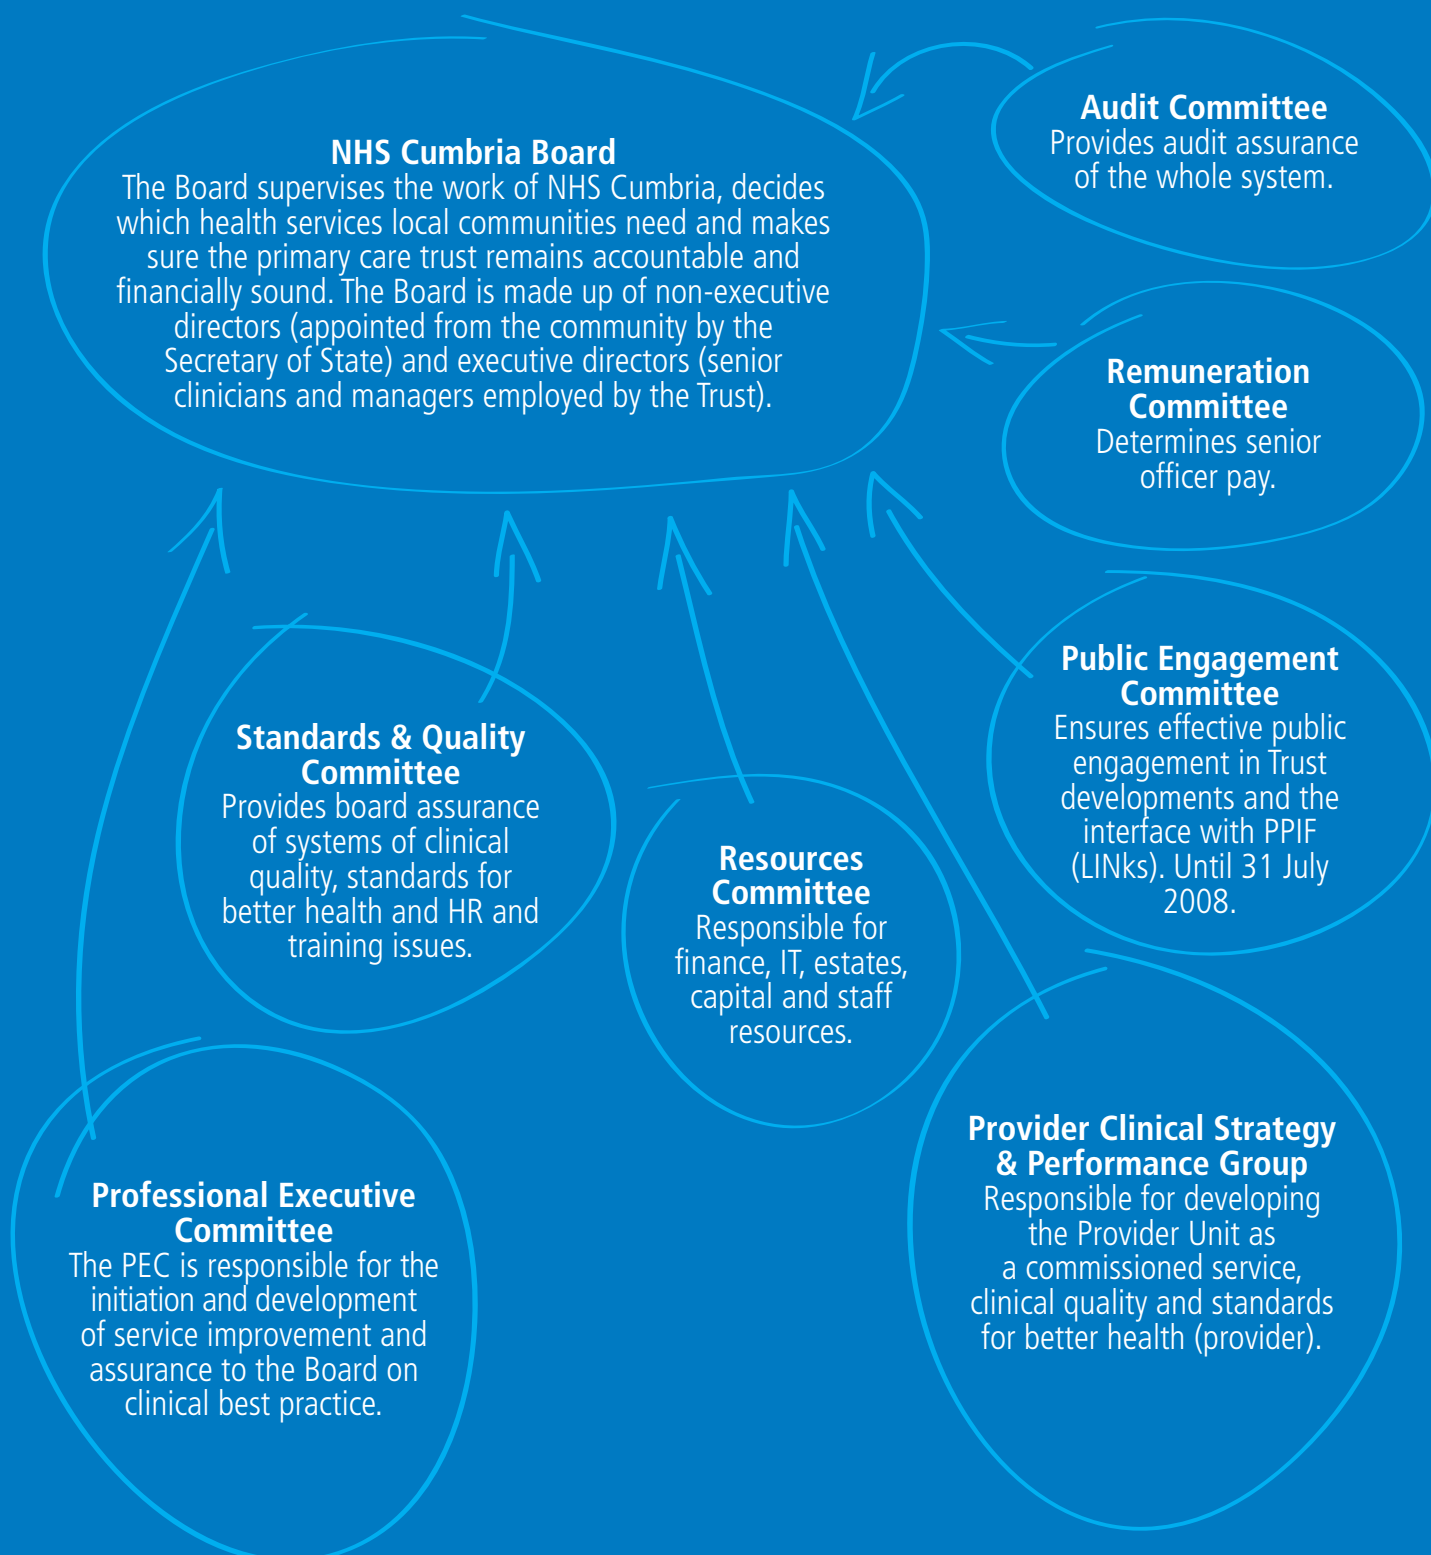 NHS Cumbria Board
The Board supervises the work of NHS Cumbria, decides
which health services local communities need and makes
sure the primary care trust remains accountable and
financially sound. The Board is made up of non-executive
directors (appointed from the community by the
Secretary of State) and executive directors (senior
clinicians and managers employed by the Trust).
Audit Committee
Provides audit assurance
of the whole system.
Remuneration
Committee
Determines senior
officer pay.
Public Engagement
Committee
Ensures effective public
engagement in Trust
developments and the
interface with PPIF
(LINks). Until 31 July
2008.
Standards & Quality
Committee
Provides board assurance
of systems of clinical
quality, standards for
better health and HR and
training issues.
Resources
Committee
Responsible for
finance, IT, estates,
capital and staff
resources.
Provider Clinical Strategy
& Performance Group
Responsible for developing
the Provider Unit as
a commissioned service,
clinical quality and standards
for better health (provider).
Professional Executive
Committee
The PEC is responsible for the
initiation and development
of service improvement and
assurance to the Board on
clinical best practice.